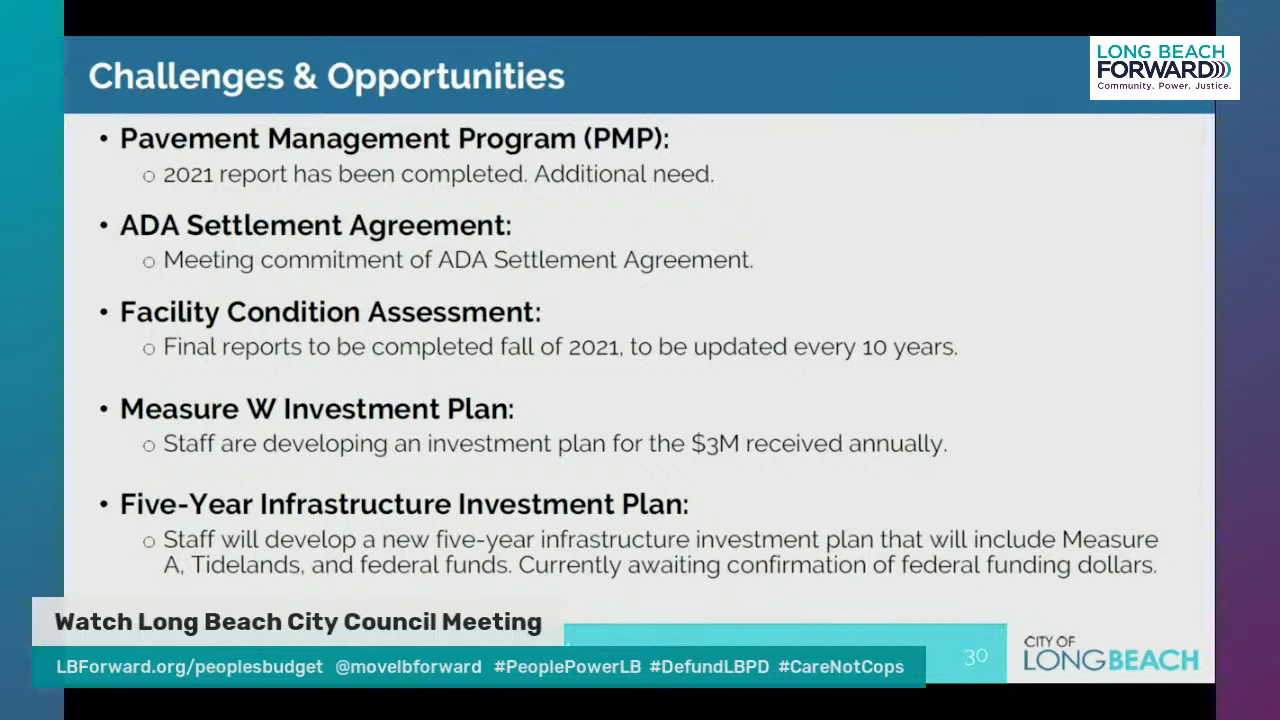 LONG BEACH
FORWARD
Community. Power. Justice.
Challenges & Opportunities
• Pavement Management Program (PMP):
○ 2021 report has been completed. Additional need.
• ADA Settlement Agreement:
○ Meeting commitment of ADA Settlement Agreement.
• Facility Condition Assessment:
○ Final reports to be completed fall of 2021, to be updated every 10 years.
• Measure W Investment Plan:
○ Staff are developing an investment plan for the $3M received annually.
• Five-Year Infrastructure Investment Plan:
○ Staff will develop a new five-year infrastructure investment plan that will include Measure
A, Tidelands, and federal funds. Currently awaiting confirmation of federal funding dollars.
Watch Long Beach City Council Meeting
LBForward.org/peoplesbudget @movelbforward #PeoplePowerLB #DefundLBPD #CareNotCops
30
CITY OF
LONGBEACH